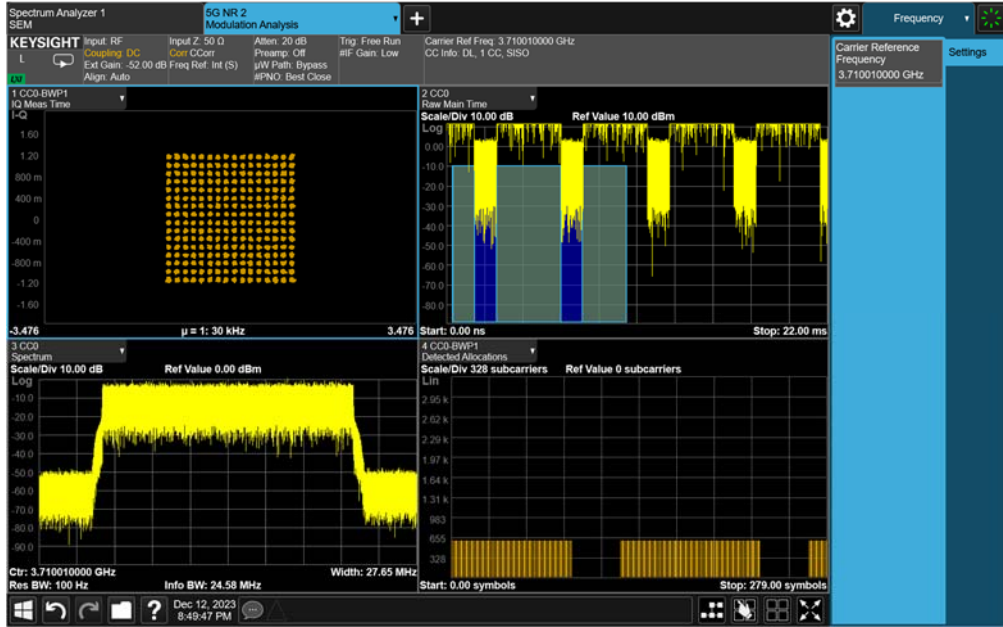 Spectrum Analyzer 1
SEM
5G NR 2
Modulation Analysis
Frequency
KEYSIGHT
L
Input: RF
Coupling: DC
Ext Gain: -52.00 dB
Align: Auto
Input Z: 50 Ω
Corr CCorr
Freq Ref: Int (S)
Atten: 20 dB
Preamp: Off
µW Path: Bypass
#PNO: Best Close
Trig: Free Run
#IF Gain: Low
Carrier Ref Freq: 3.710010000 GHz
CC Info: DL, 1 CC, SISO
Carrier Reference
Frequency
3.710010000 GHz
Settings
1 CC0-BWP1
IQ Meas Time
I-Q
1.60
1.20
800 m
400 m
0
-400 m
-800 m
-1.20
-1.60
-3.476
µ = 1: 30 kHz
3.476
2 CC0
Raw Main Time
Scale/Div 10.00 dB
Ref Value 10.00 dBm
Log
0.00
-10.0
-20.0
-30.0
-40.0
-50.0
-60.0
-70.0
-80.0
Start: 0.00 ns
Stop: 22.00 ms
3 CC0
Spectrum
Scale/Div 10.00 dB
Ref Value 0.00 dBm
Log
-10.0
-20.0
-30.0
-40.0
-50.0
-60.0
-70.0
-80.0
-90.0
Ctr: 3.710010000 GHz
Width: 27.65 MHz
Res BW: 100 Hz
Info BW: 24.58 MHz
4 CC0-BWP1
Detected Allocations
Scale/Div 328 subcarriers
Ref Value 0 subcarriers
Lin
2.95 k
2.62 k
2.29 k
1.97 k
1.64 k
1.31 k
983
655
328
Start: 0.00 symbols
Stop: 279.00 symbols
Dec 12, 2023
8:49:47 PM